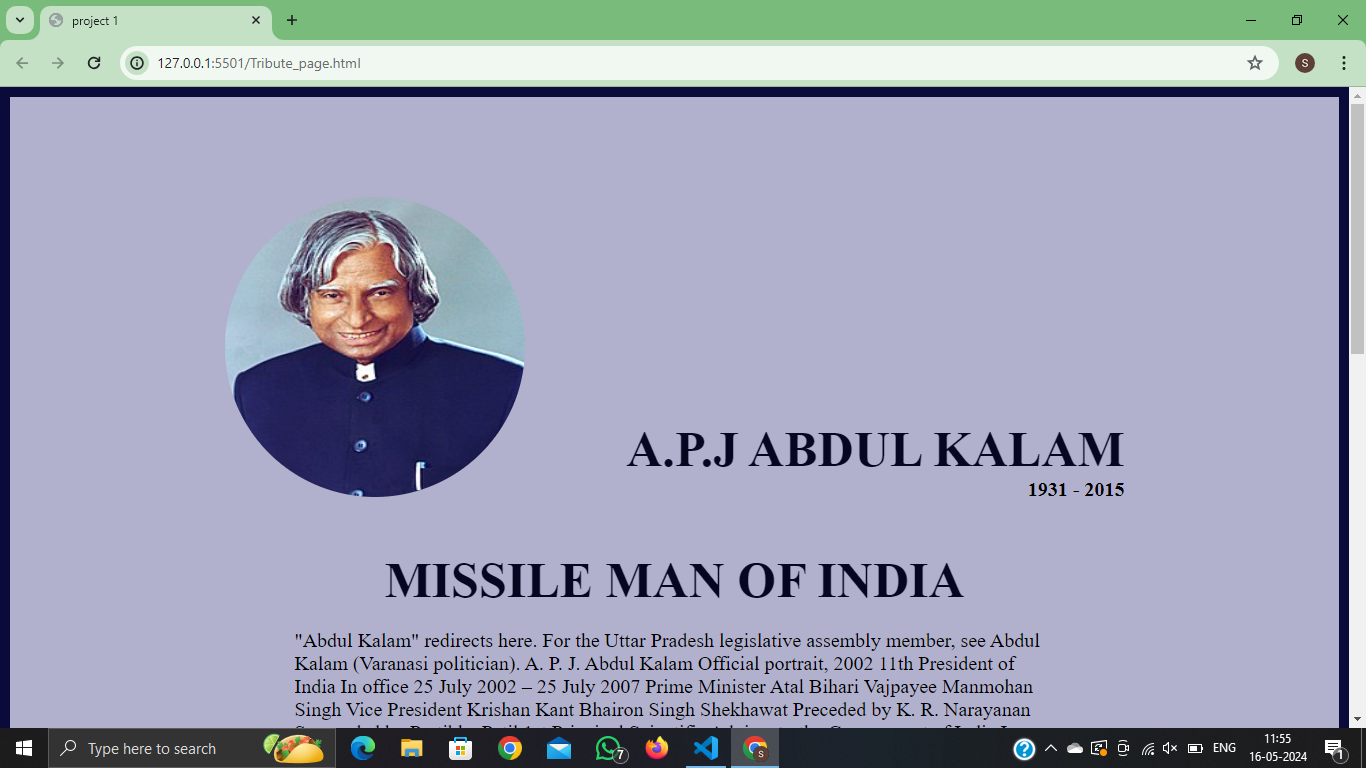 project 1
127.0.0.1:5501/Tribute_page.html
S
A.P.J ABDUL KALAM
1931 - 2015
MISSILE MAN OF INDIA
"Abdul Kalam" redirects here. For the Uttar Pradesh legislative assembly member, see Abdul
Kalam (Varanasi politician). A. P. J. Abdul Kalam Official portrait, 2002 11th President of
India In office 25 July 2002 – 25 July 2007 Prime Minister Atal Bihari Vajpayee Manmohan
Singh Vice President Krishan Kant Bhairon Singh Shekhawat Preceded by K. R. Narayanan
Type here to search
7
S
ENG
11:55
16-05-2024
1